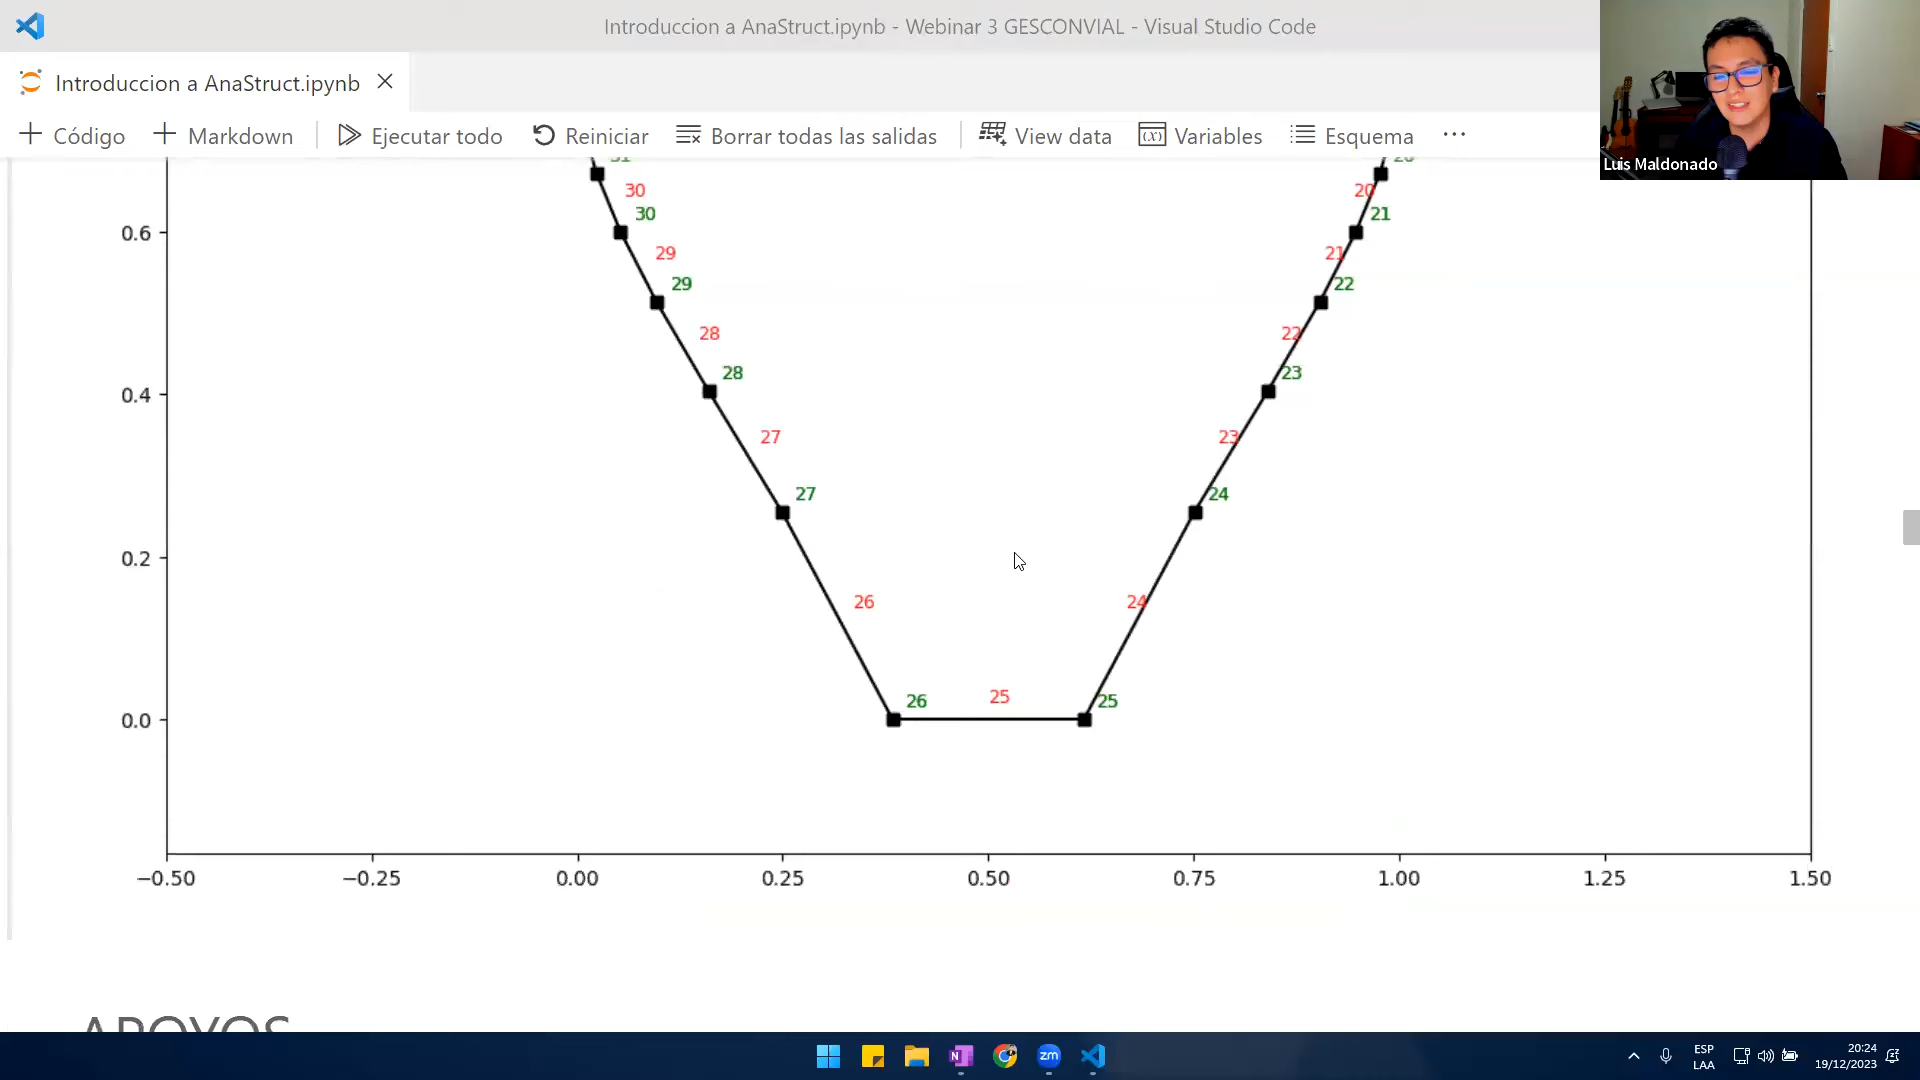 Introduccion a AnaStruct.ipynb - Webinar 3 GESCONVIAL - Visual Studio Code
Introduccion a AnaStruct.ipynb
Código Markdown Ejecutar todo Reiniciar Borrar todas las salidas View data Variables Esquema ...
Luis Maldonado
30 20
30 21
0.6
29 21
29 22
28 22
28 23
0.4
27 23
27 24
0.2
26 24
26 25 25
0.0
−0.50 −0.25 0.00 0.25 0.50 0.75 1.00 1.25 1.50
APOYOS
zm
N
ESP
LAA
20:24
19/12/2023